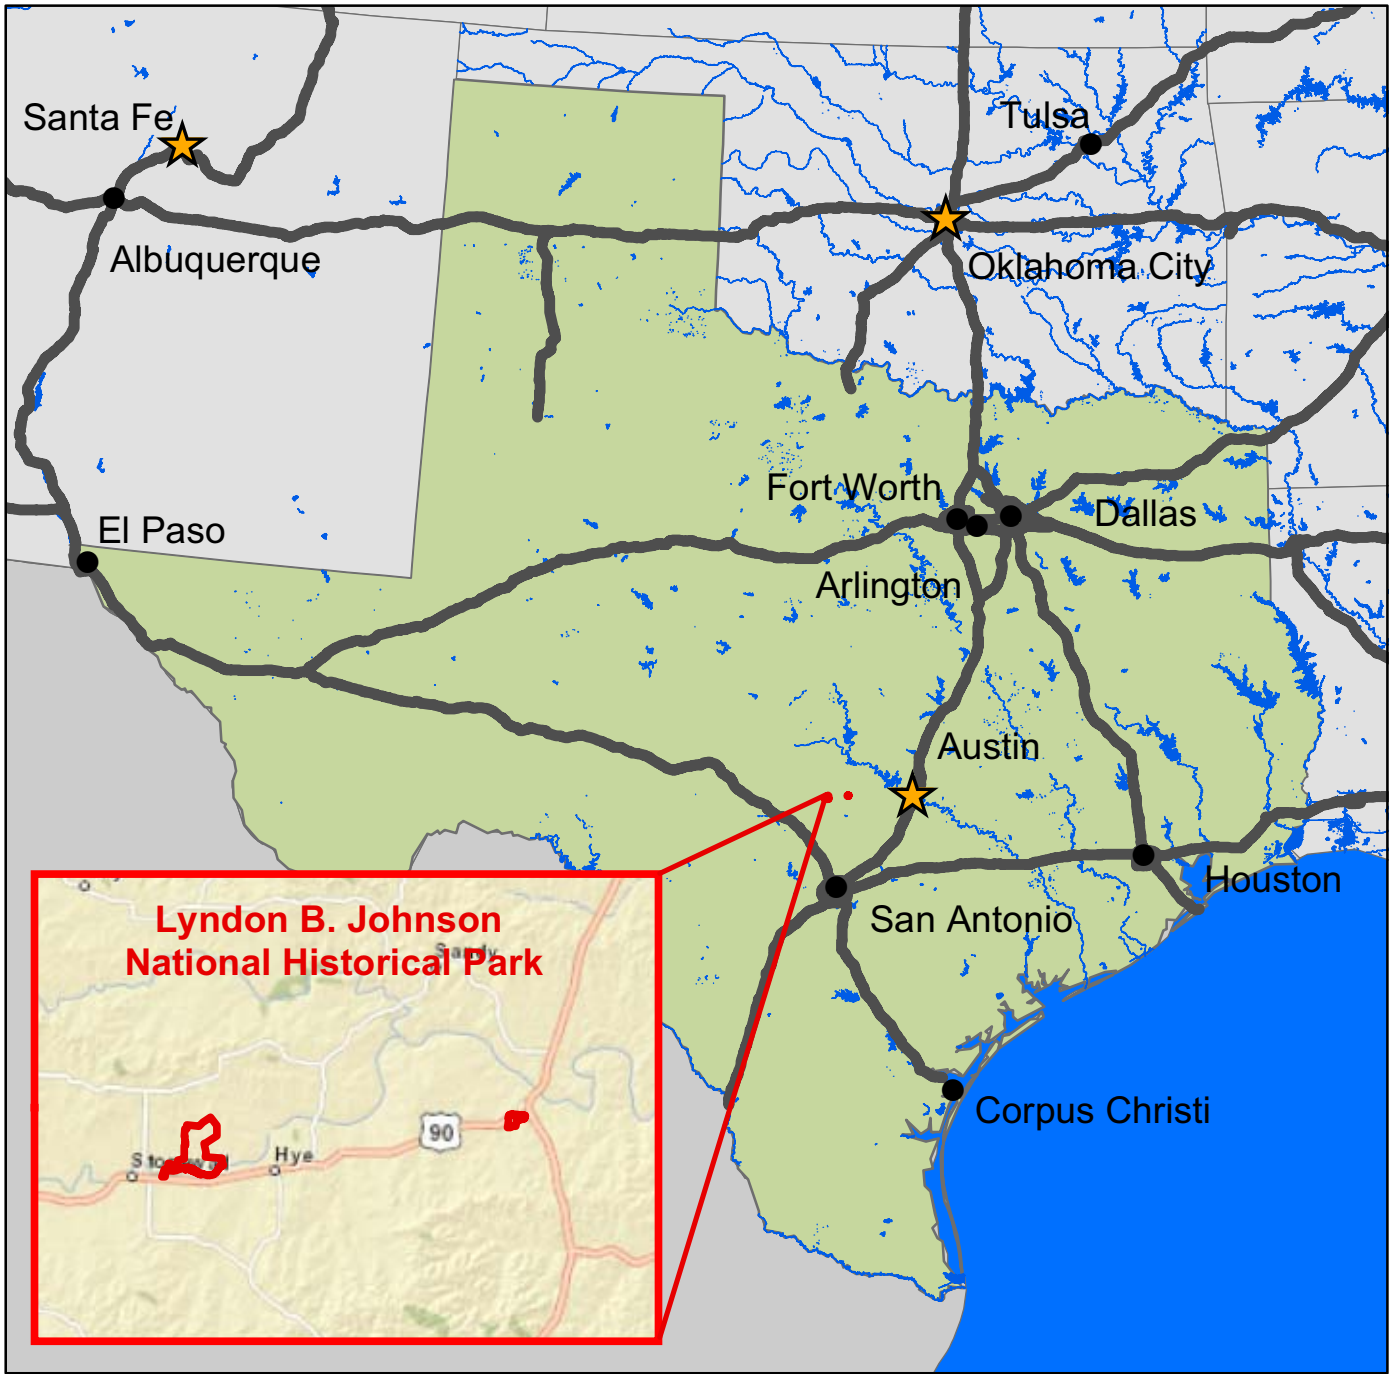 Santa Fe
Tulsa
Albuquerque
Oklahoma City
Fort Worth
Dallas
El Paso
Arlington
Austin
Houston
San Antonio
Corpus Christi
Lyndon B. Johnson
National Historical Park
Sandy
90
Hye